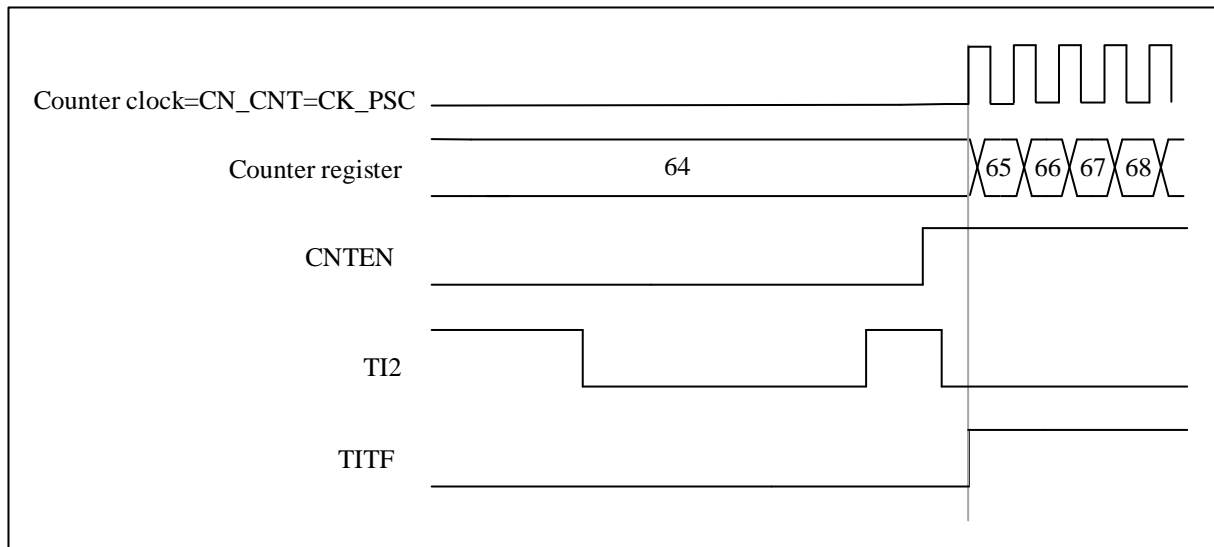 Counter clock=CN_CNT=CK_PSC
Counter register 64 65 66 67 68
CNTEN
TI2
TITF